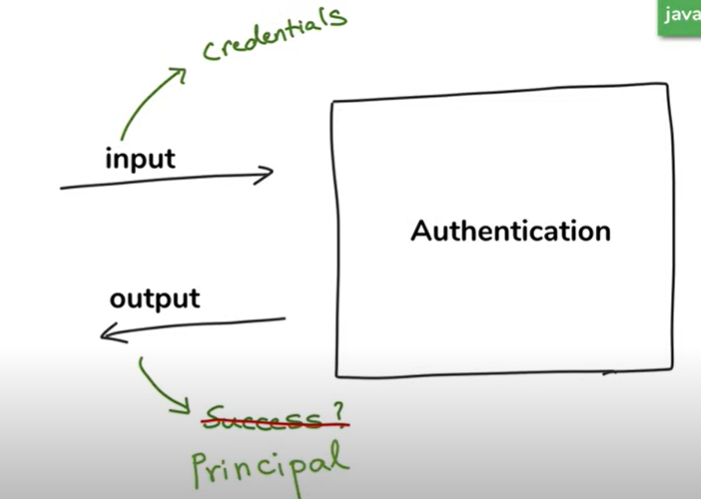 java
credentials
input
Authentication
output
Success?
Principal